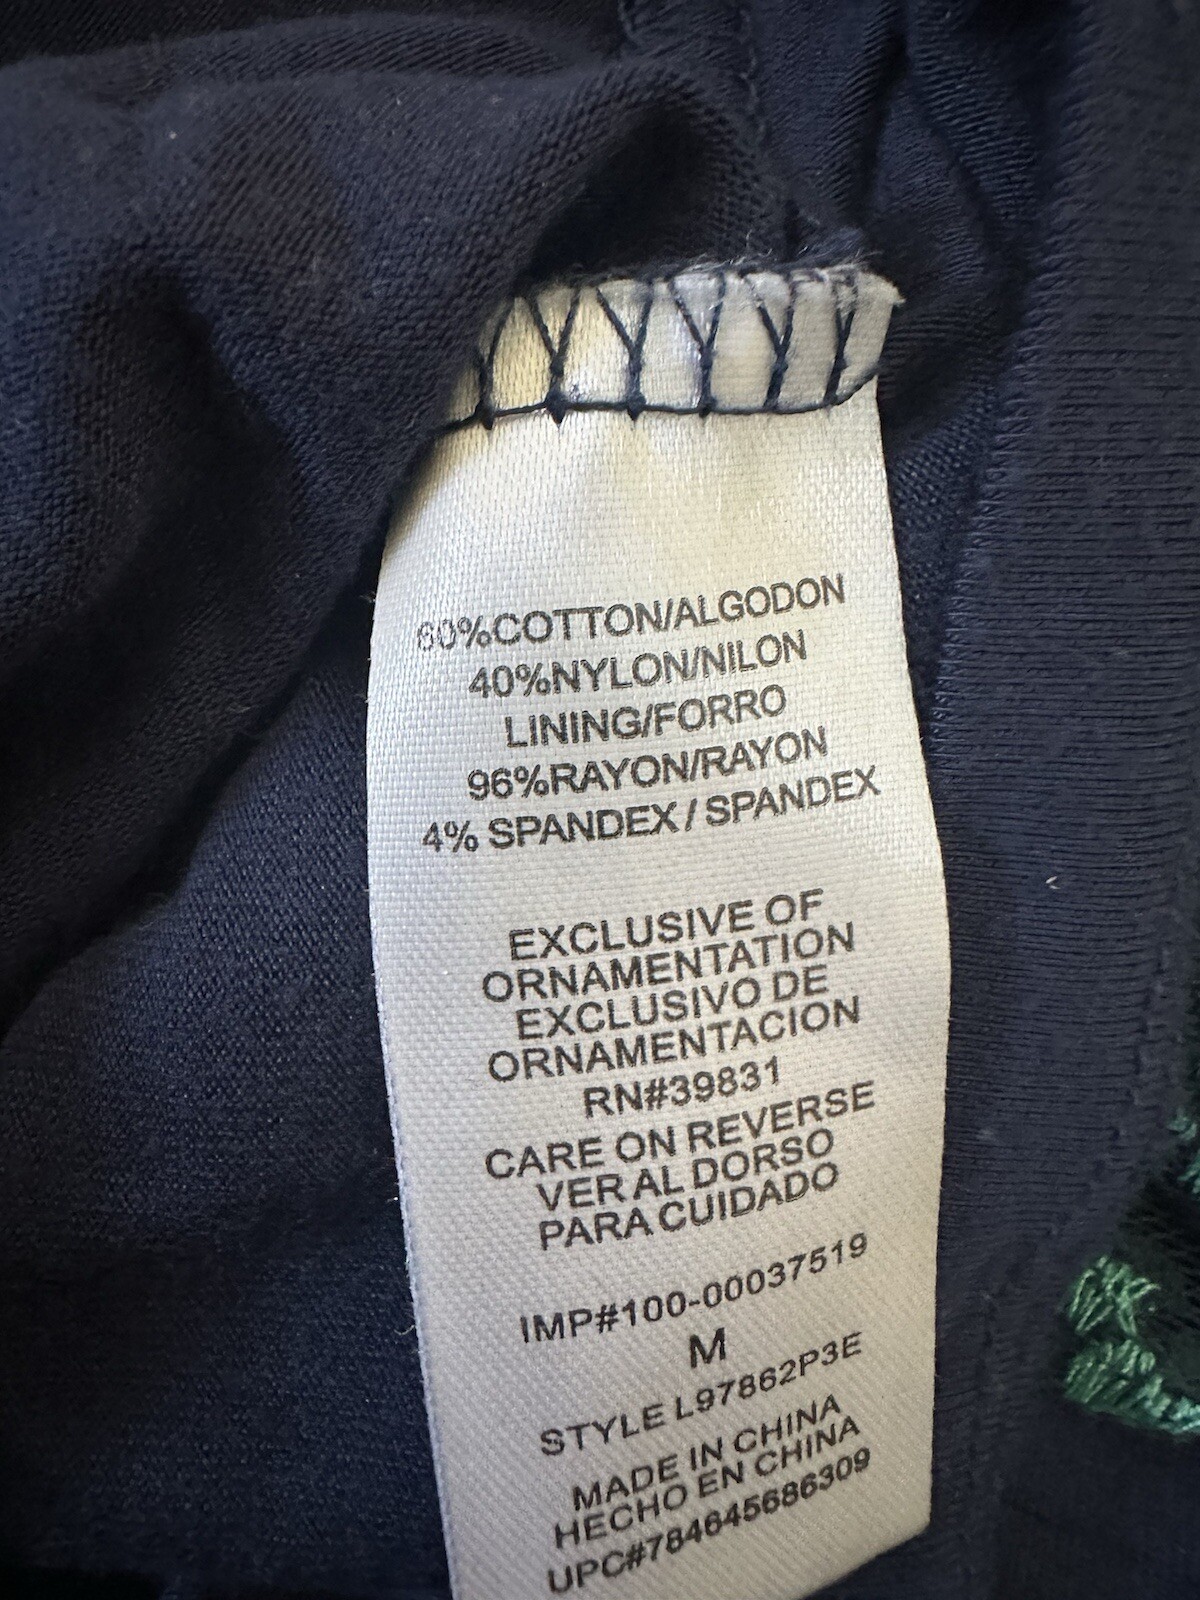 60%COTTON/ALGODON
40%NYLON/NILON
LINING/FORRO
96%RAYON/RAYON
4% SPANDEX / SPANDEX
EXCLUSIVE OF
ORNAMENTATION
EXCLUSIVO DE
ORNAMENTACION
RN#39831
CARE ON REVERSE
VER AL DORSO
PARA CUIDADO
IMP#100-00037519
M
STYLE L97862P3E
MADE IN CHINA
HECHO EN CHINA
UPC#784645686309